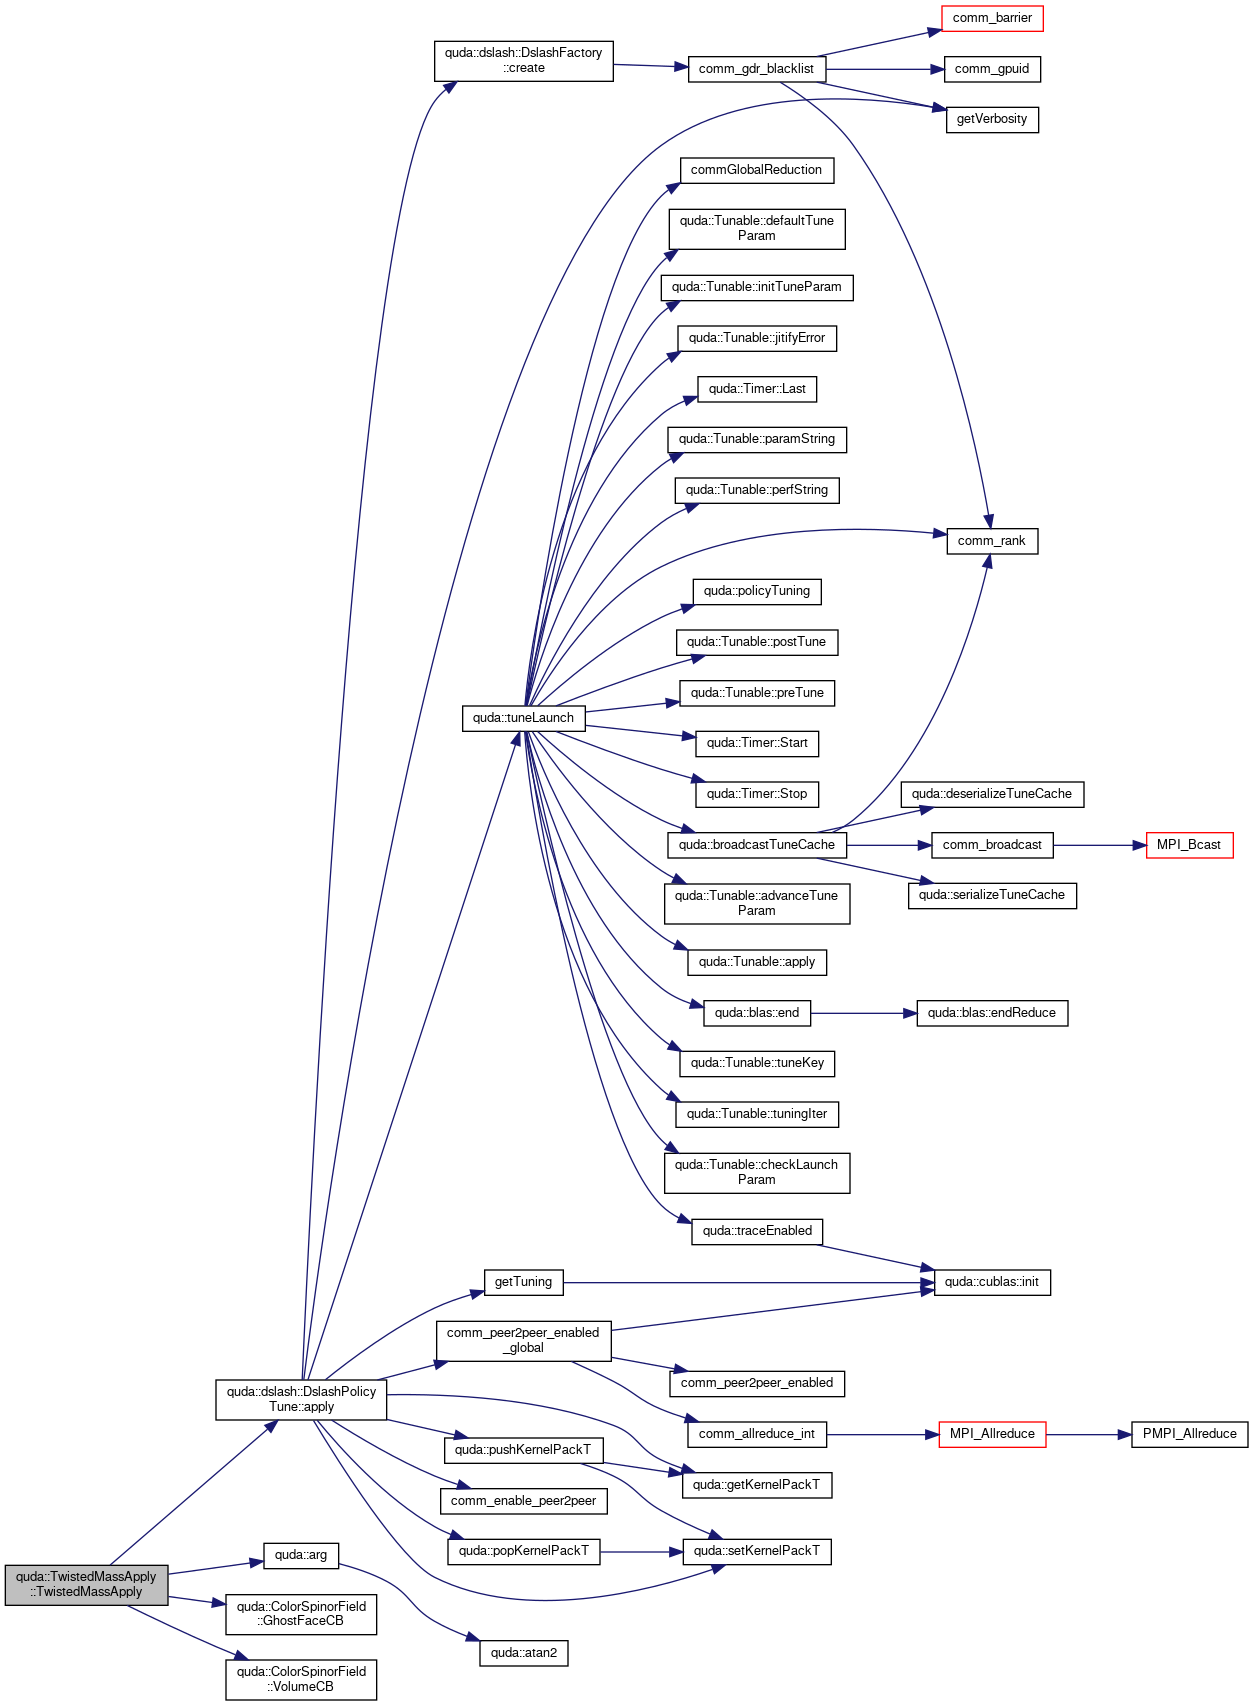 comm_barrier
quda::dslash::DslashFactory
::create
comm_gdr_blacklist
comm_gpuid
getVerbosity
commGlobalReduction
quda::Tunable::defaultTune
Param
quda::Tunable::initTuneParam
quda::Tunable::jitifyError
quda::Timer::Last
quda::Tunable::paramString
quda::Tunable::perfString
comm_rank
quda::policyTuning
quda::Tunable::postTune
quda::Tunable::preTune
quda::tuneLaunch
quda::Timer::Start
quda::Timer::Stop
quda::deserializeTuneCache
quda::broadcastTuneCache
comm_broadcast
MPI_Bcast
quda::serializeTuneCache
quda::Tunable::advanceTune
Param
quda::Tunable::apply
quda::blas::end
quda::blas::endReduce
quda::Tunable::tuneKey
quda::Tunable::tuningIter
quda::Tunable::checkLaunch
Param
quda::traceEnabled
getTuning
quda::cublas::init
comm_peer2peer_enabled
_global
comm_peer2peer_enabled
quda::dslash::DslashPolicy
Tune::apply
comm_allreduce_int
MPI_Allreduce
PMPI_Allreduce
quda::pushKernelPackT
quda::getKernelPackT
comm_enable_peer2peer
quda::popKernelPackT
quda::setKernelPackT
quda::arg
quda::TwistedMassApply
::TwistedMassApply
quda::ColorSpinorField
::GhostFaceCB
quda::atan2
quda::ColorSpinorField
::VolumeCB